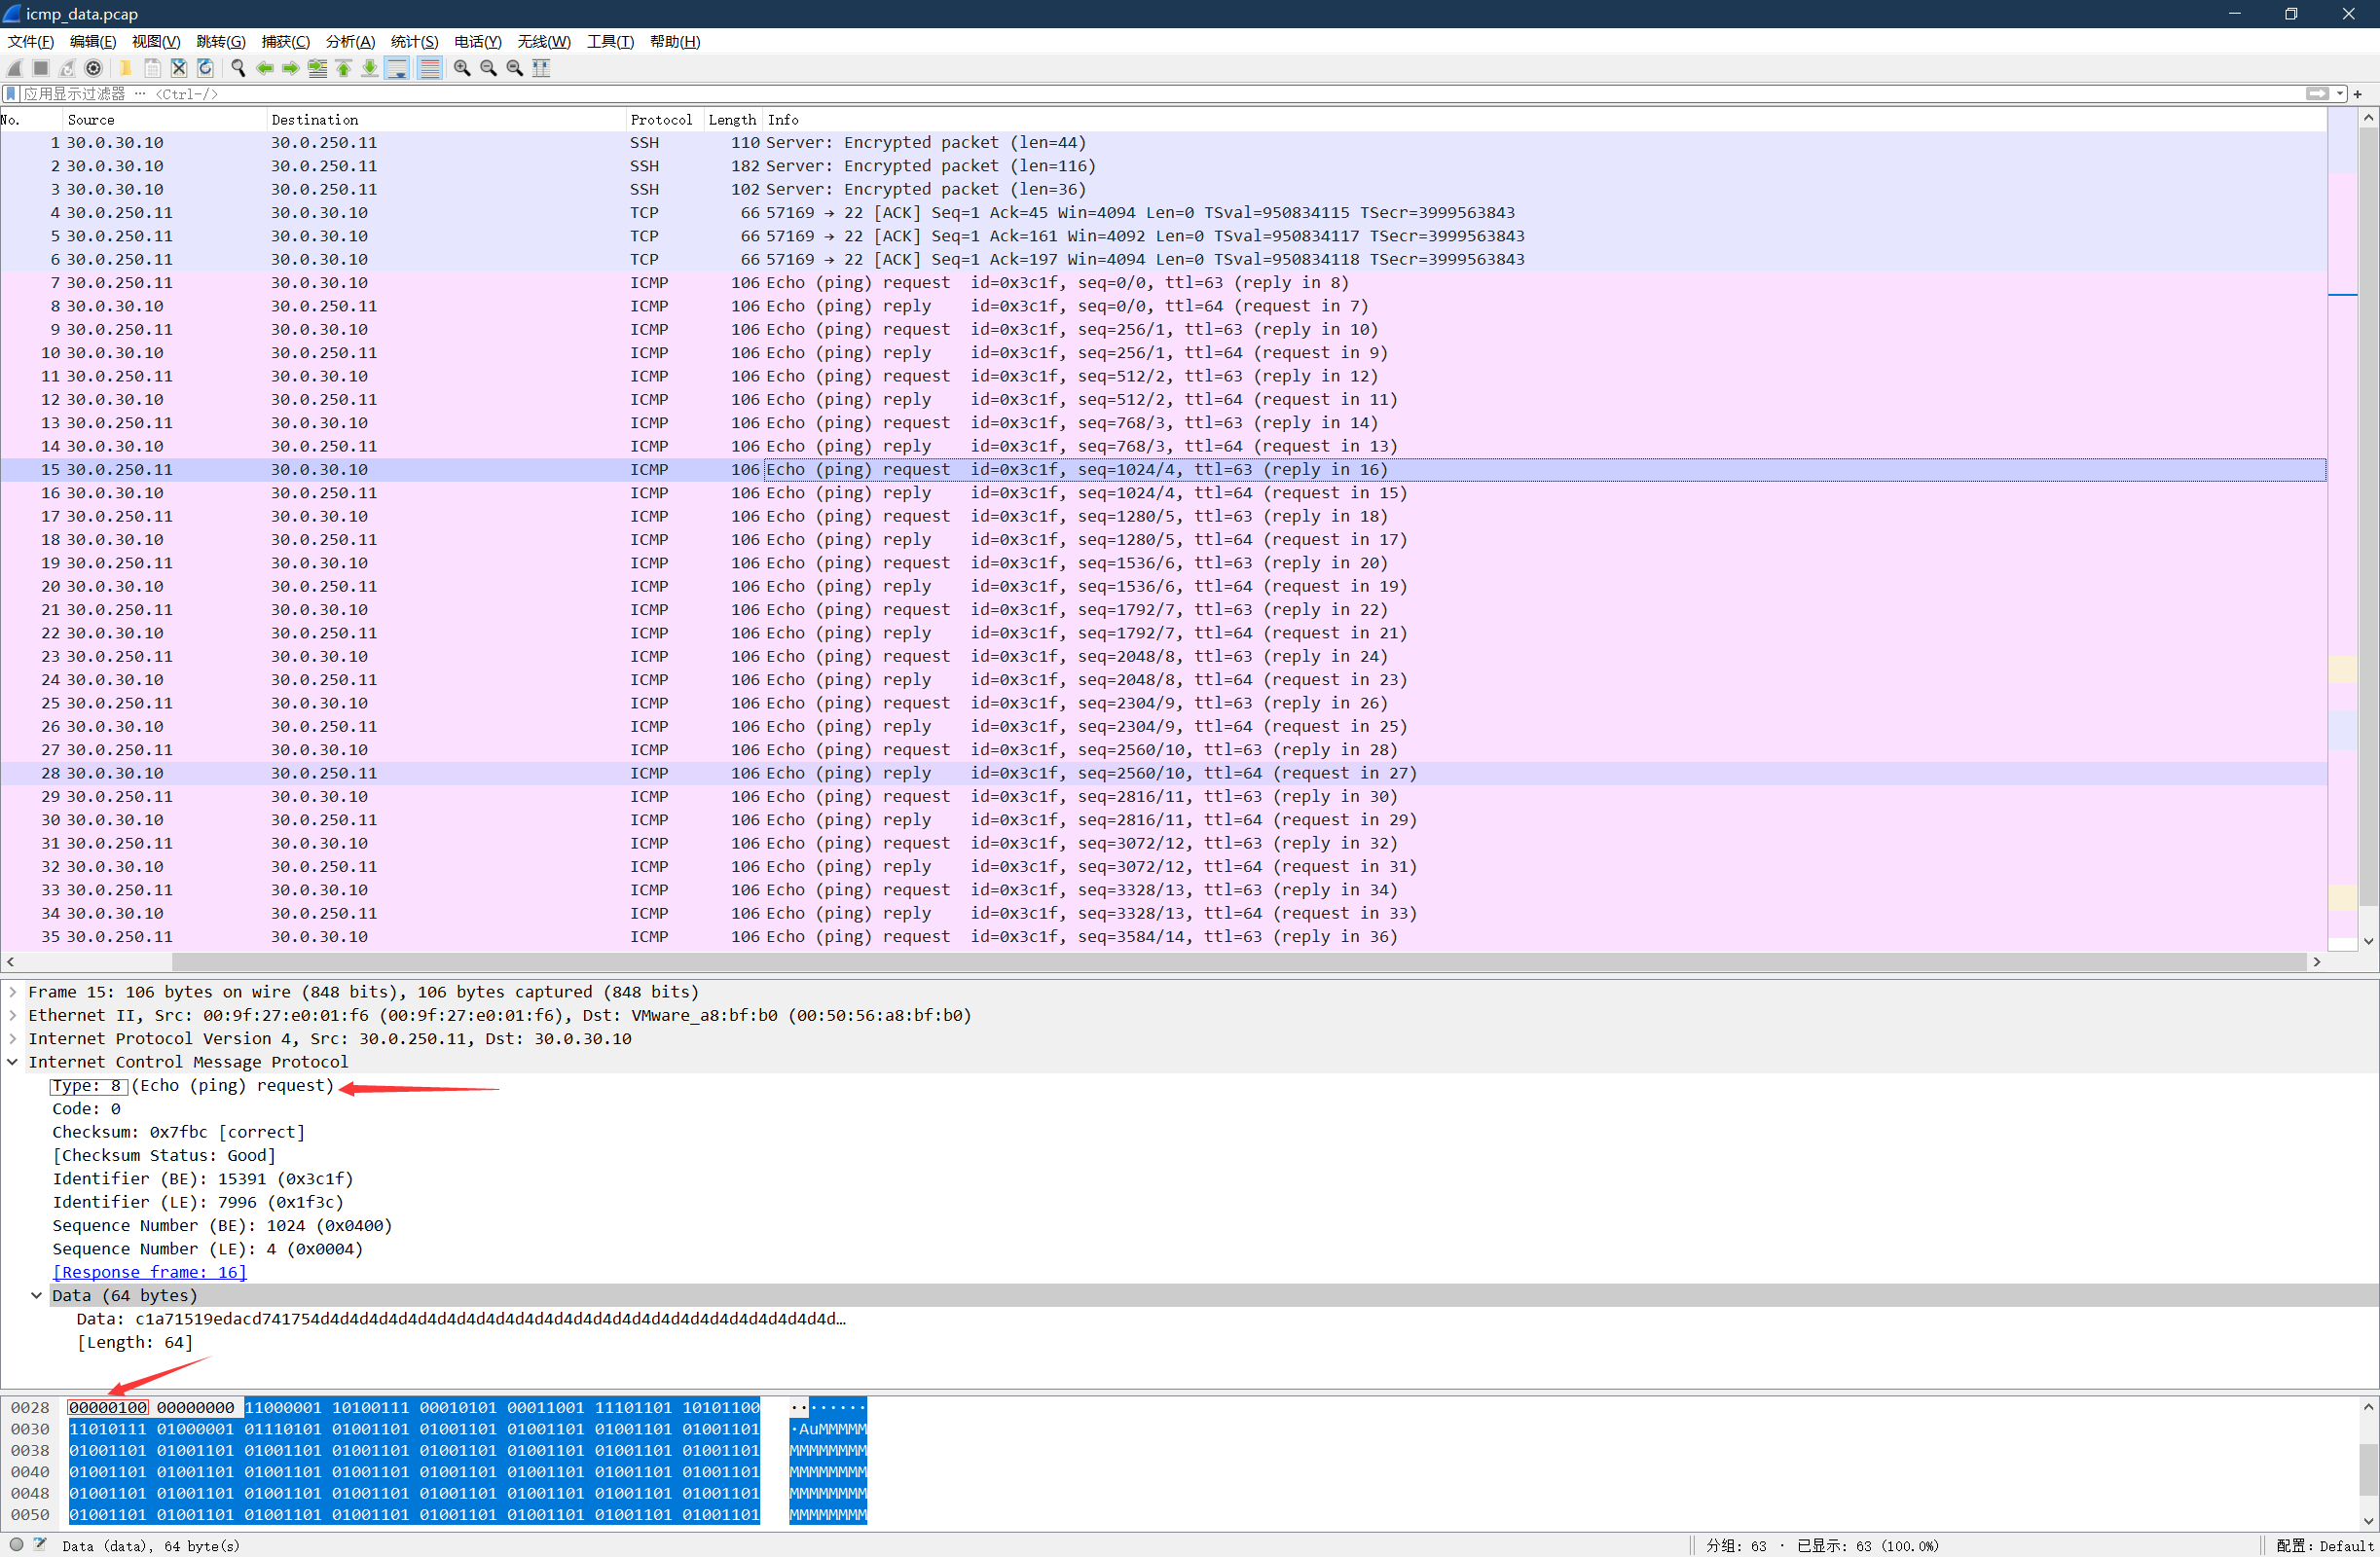 icmp_data.pcap
文件(F) 编辑(E) 视图(V) 跳转(G) 捕获(C) 分析(A) 统计(S) 电话(Y) 无线(W) 工具(T) 帮助(H)
应用显示过滤器 … <Ctrl-/>
No. Source Destination Protocol Length Info
1 30.0.30.10 30.0.250.11 SSH 110 Server: Encrypted packet (len=44)
2 30.0.30.10 30.0.250.11 SSH 182 Server: Encrypted packet (len=116)
3 30.0.30.10 30.0.250.11 SSH 102 Server: Encrypted packet (len=36)
4 30.0.250.11 30.0.30.10 TCP 66 57169 → 22 [ACK] Seq=1 Ack=45 Win=4094 Len=0 TSval=950834115 TSecr=3999563843
5 30.0.250.11 30.0.30.10 TCP 66 57169 → 22 [ACK] Seq=1 Ack=161 Win=4092 Len=0 TSval=950834117 TSecr=3999563843
6 30.0.250.11 30.0.30.10 TCP 66 57169 → 22 [ACK] Seq=1 Ack=197 Win=4094 Len=0 TSval=950834118 TSecr=3999563843
7 30.0.250.11 30.0.30.10 ICMP 106 Echo (ping) request id=0x3c1f, seq=0/0, ttl=63 (reply in 8)
8 30.0.30.10 30.0.250.11 ICMP 106 Echo (ping) reply id=0x3c1f, seq=0/0, ttl=64 (request in 7)
9 30.0.250.11 30.0.30.10 ICMP 106 Echo (ping) request id=0x3c1f, seq=256/1, ttl=63 (reply in 10)
10 30.0.30.10 30.0.250.11 ICMP 106 Echo (ping) reply id=0x3c1f, seq=256/1, ttl=64 (request in 9)
11 30.0.250.11 30.0.30.10 ICMP 106 Echo (ping) request id=0x3c1f, seq=512/2, ttl=63 (reply in 12)
12 30.0.30.10 30.0.250.11 ICMP 106 Echo (ping) reply id=0x3c1f, seq=512/2, ttl=64 (request in 11)
13 30.0.250.11 30.0.30.10 ICMP 106 Echo (ping) request id=0x3c1f, seq=768/3, ttl=63 (reply in 14)
14 30.0.30.10 30.0.250.11 ICMP 106 Echo (ping) reply id=0x3c1f, seq=768/3, ttl=64 (request in 13)
15 30.0.250.11 30.0.30.10 ICMP 106 Echo (ping) request id=0x3c1f, seq=1024/4, ttl=63 (reply in 16)
16 30.0.30.10 30.0.250.11 ICMP 106 Echo (ping) reply id=0x3c1f, seq=1024/4, ttl=64 (request in 15)
17 30.0.250.11 30.0.30.10 ICMP 106 Echo (ping) request id=0x3c1f, seq=1280/5, ttl=63 (reply in 18)
18 30.0.30.10 30.0.250.11 ICMP 106 Echo (ping) reply id=0x3c1f, seq=1280/5, ttl=64 (request in 17)
19 30.0.250.11 30.0.30.10 ICMP 106 Echo (ping) request id=0x3c1f, seq=1536/6, ttl=63 (reply in 20)
20 30.0.30.10 30.0.250.11 ICMP 106 Echo (ping) reply id=0x3c1f, seq=1536/6, ttl=64 (request in 19)
21 30.0.250.11 30.0.30.10 ICMP 106 Echo (ping) request id=0x3c1f, seq=1792/7, ttl=63 (reply in 22)
22 30.0.30.10 30.0.250.11 ICMP 106 Echo (ping) reply id=0x3c1f, seq=1792/7, ttl=64 (request in 21)
23 30.0.250.11 30.0.30.10 ICMP 106 Echo (ping) request id=0x3c1f, seq=2048/8, ttl=63 (reply in 24)
24 30.0.30.10 30.0.250.11 ICMP 106 Echo (ping) reply id=0x3c1f, seq=2048/8, ttl=64 (request in 23)
25 30.0.250.11 30.0.30.10 ICMP 106 Echo (ping) request id=0x3c1f, seq=2304/9, ttl=63 (reply in 26)
26 30.0.30.10 30.0.250.11 ICMP 106 Echo (ping) reply id=0x3c1f, seq=2304/9, ttl=64 (request in 25)
27 30.0.250.11 30.0.30.10 ICMP 106 Echo (ping) request id=0x3c1f, seq=2560/10, ttl=63 (reply in 28)
28 30.0.30.10 30.0.250.11 ICMP 106 Echo (ping) reply id=0x3c1f, seq=2560/10, ttl=64 (request in 27)
29 30.0.250.11 30.0.30.10 ICMP 106 Echo (ping) request id=0x3c1f, seq=2816/11, ttl=63 (reply in 30)
30 30.0.30.10 30.0.250.11 ICMP 106 Echo (ping) reply id=0x3c1f, seq=2816/11, ttl=64 (request in 29)
31 30.0.250.11 30.0.30.10 ICMP 106 Echo (ping) request id=0x3c1f, seq=3072/12, ttl=63 (reply in 32)
32 30.0.30.10 30.0.250.11 ICMP 106 Echo (ping) reply id=0x3c1f, seq=3072/12, ttl=64 (request in 31)
33 30.0.250.11 30.0.30.10 ICMP 106 Echo (ping) request id=0x3c1f, seq=3328/13, ttl=63 (reply in 34)
34 30.0.30.10 30.0.250.11 ICMP 106 Echo (ping) reply id=0x3c1f, seq=3328/13, ttl=64 (request in 33)
35 30.0.250.11 30.0.30.10 ICMP 106 Echo (ping) request id=0x3c1f, seq=3584/14, ttl=63 (reply in 36)
Frame 15: 106 bytes on wire (848 bits), 106 bytes captured (848 bits)
Ethernet II, Src: 00:9f:27:e0:01:f6 (00:9f:27:e0:01:f6), Dst: VMware_a8:bf:b0 (00:50:56:a8:bf:b0)
Internet Protocol Version 4, Src: 30.0.250.11, Dst: 30.0.30.10
Internet Control Message Protocol
Type: 8 (Echo (ping) request)
Code: 0
Checksum: 0x7fbc [correct]
[Checksum Status: Good]
Identifier (BE): 15391 (0x3c1f)
Identifier (LE): 7996 (0x1f3c)
Sequence Number (BE): 1024 (0x0400)
Sequence Number (LE): 4 (0x0004)
[Response frame: 16]
Data (64 bytes)
Data: c1a71519edacd741754d4d4d4d4d4d4d4d4d4d4d4d4d4d4d4d4d4d4d4d4d4d4d4d4d4d4d…
[Length: 64]
0028 00000100 00000000 11000001 10100111 00010101 00011001 11101101 10101100 ········
0030 11010111 01000001 01110101 01001101 01001101 01001101 01001101 01001101 ·AuMMMMM
0038 01001101 01001101 01001101 01001101 01001101 01001101 01001101 01001101 MMMMMMMM
0040 01001101 01001101 01001101 01001101 01001101 01001101 01001101 01001101 MMMMMMMM
0048 01001101 01001101 01001101 01001101 01001101 01001101 01001101 01001101 MMMMMMMM
0050 01001101 01001101 01001101 01001101 01001101 01001101 01001101 01001101 MMMMMMMM
Data (data), 64 byte(s) 分组: 63 · 已显示: 63 (100.0%) 配置: Default